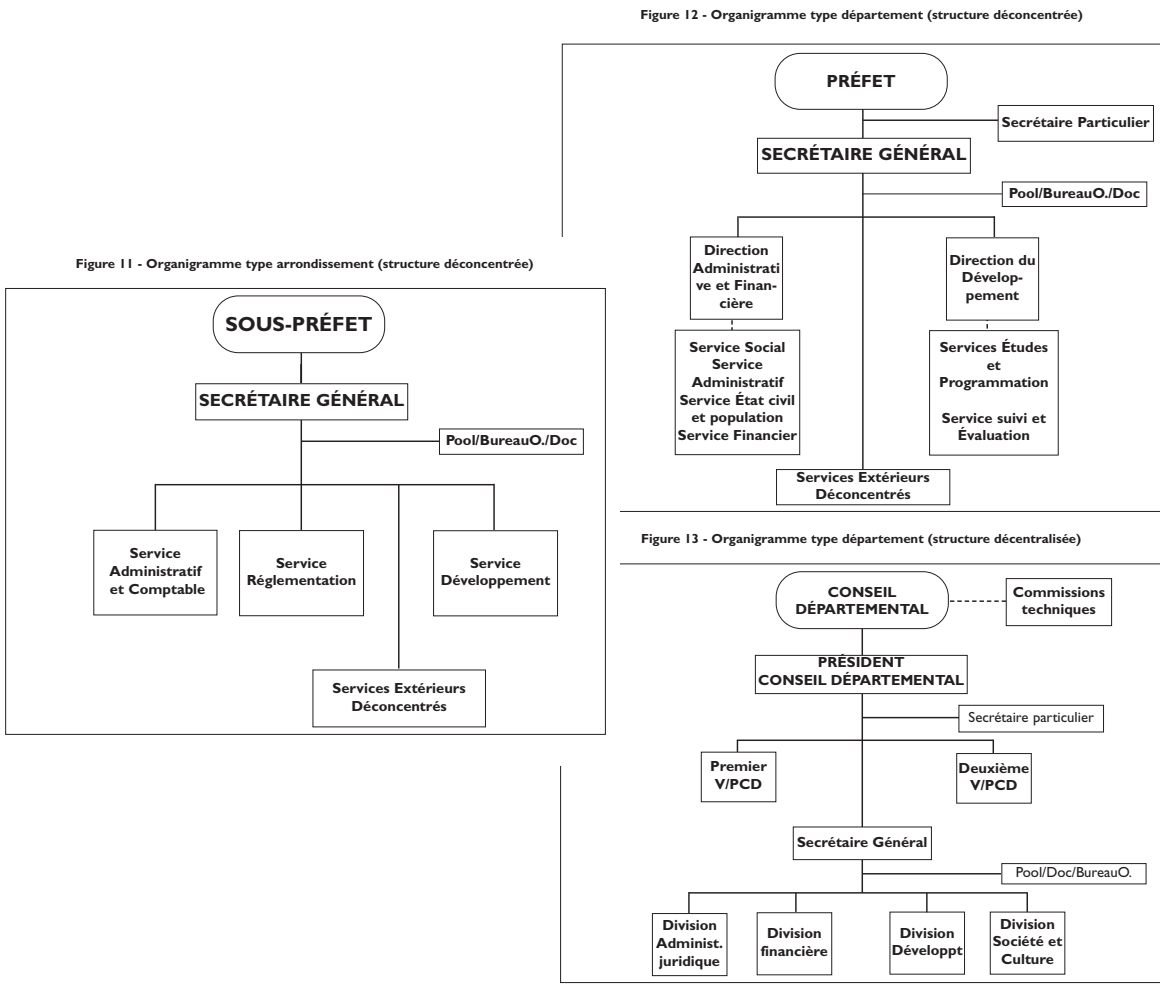 Figure 12 - Organigramme type département (structure déconcentrée)
PRÉFET
Secrétaire Particulier
SECRÉTAIRE GÉNÉRAL
Pool/BureauO./Doc
Direction
Administrati
ve et Finan-
cière
Direction du
Dévelop-
pement
Service Social
Service
Administratif
Service État civil
et population
Service Financier
Services Études
et
Programmation
Service suivi et
Évaluation
Services Extérieurs
Déconcentrés
Figure 11 - Organigramme type arrondissement (structure déconcentrée)
SOUS-PRÉFET
SECRÉTAIRE GÉNÉRAL
Pool/BureauO./Doc
Service
Administratif
et Comptable
Service
Réglementation
Service
Développement
Services Extérieurs
Déconcentrés
Figure 13 - Organigramme type département (structure décentralisée)
CONSEIL
DÉPARTEMENTAL
Commissions
techniques
PRÉSIDENT
CONSEIL DÉPARTEMENTAL
Secrétaire particulier
Premier
V/PCD
Deuxième
V/PCD
Secrétaire Général
Pool/Doc/BureauO.
Division
Administ.
juridique
Division
financière
Division
Développt
Division
Société et
Culture